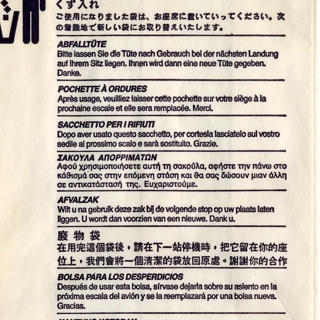 くず入れ
ご使用になりました袋は、お座席に置いていってください。次
の着陸地で新しい袋にお取り替えいたします。
ABFALLTÜTE
Bitte lassen Sie die Tüte nach Gebrauch bei der nächsten Landung
auf Ihrem Sitz liegen. Ihnen wird dann eine neue Tüte gegeben.
Danke.
POCHETTE À ORDURES
Après usage, veuillez laisser cette pochette sur votre siège à la
prochaine escale et elle sera remplacée. Merci.
SACCHETTO PER I RIFIUTI
Dopo aver usato questo sacchetto, per cortesia lasciatelo sul vostro
sedile al prossimo scalo e sarà sostituito. Grazie.
ΣΑΚΟΥΛΑ ΑΠΟΡΡΙΜΑΤΩΝ
Αφού χρησιμοποιήσετε αυτή τη σακρύλα, αφήστε την πάνω στο
κάθισμά σας στην επόμενη στάση και θα σας δώσουν μιαν άλλη
σε αντικατάστασή της. Ευχαριστούμε.
AFVALZAK
Wilt u na gebruik deze zak bij de volgende stop op uw plaats laten
liggen. U wordt dan voorzien van een nieuwe. Dank u.
廢物袋
在用完這個袋後，請在下一站停機時，把它留在你的座
位上，我們會將一個清潔的袋放回原處。謝謝你的合作
BOLSA PARA LOS DESPERDICIOS
Después de usar esta bolsa, sírvase dejarla sobre su asiento en la
próxima escala del avión y se la reemplazará por una bolsa nueva.
Gracias.